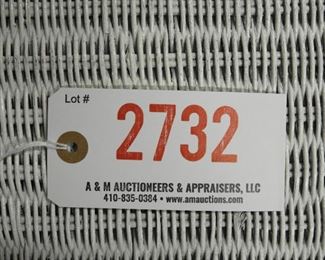 Lot #
2732
A & M AUCTIONEERS & APPRAISERS, LLC
410-835-0384 • www.amauctions.com